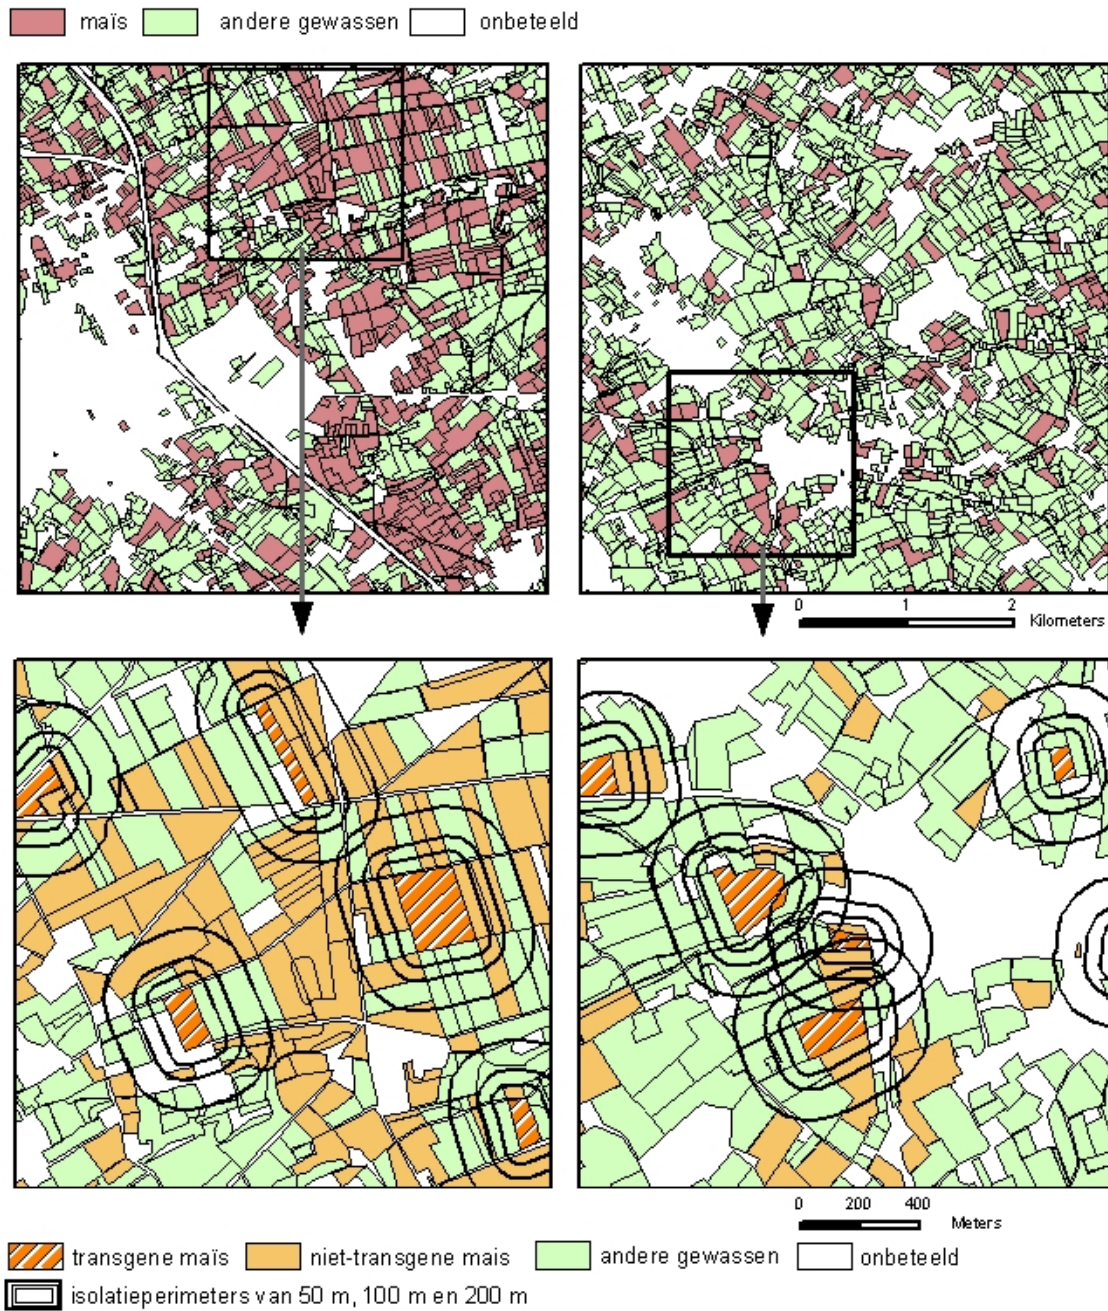 maïs andere gewassen onbeteeld
0 1 2
Kilometers
0 200 400
Meters
transgene maïs niet-transgene mais andere gewassen onbeteeld
isolatieperimeters van 50 m, 100 m en 200 m